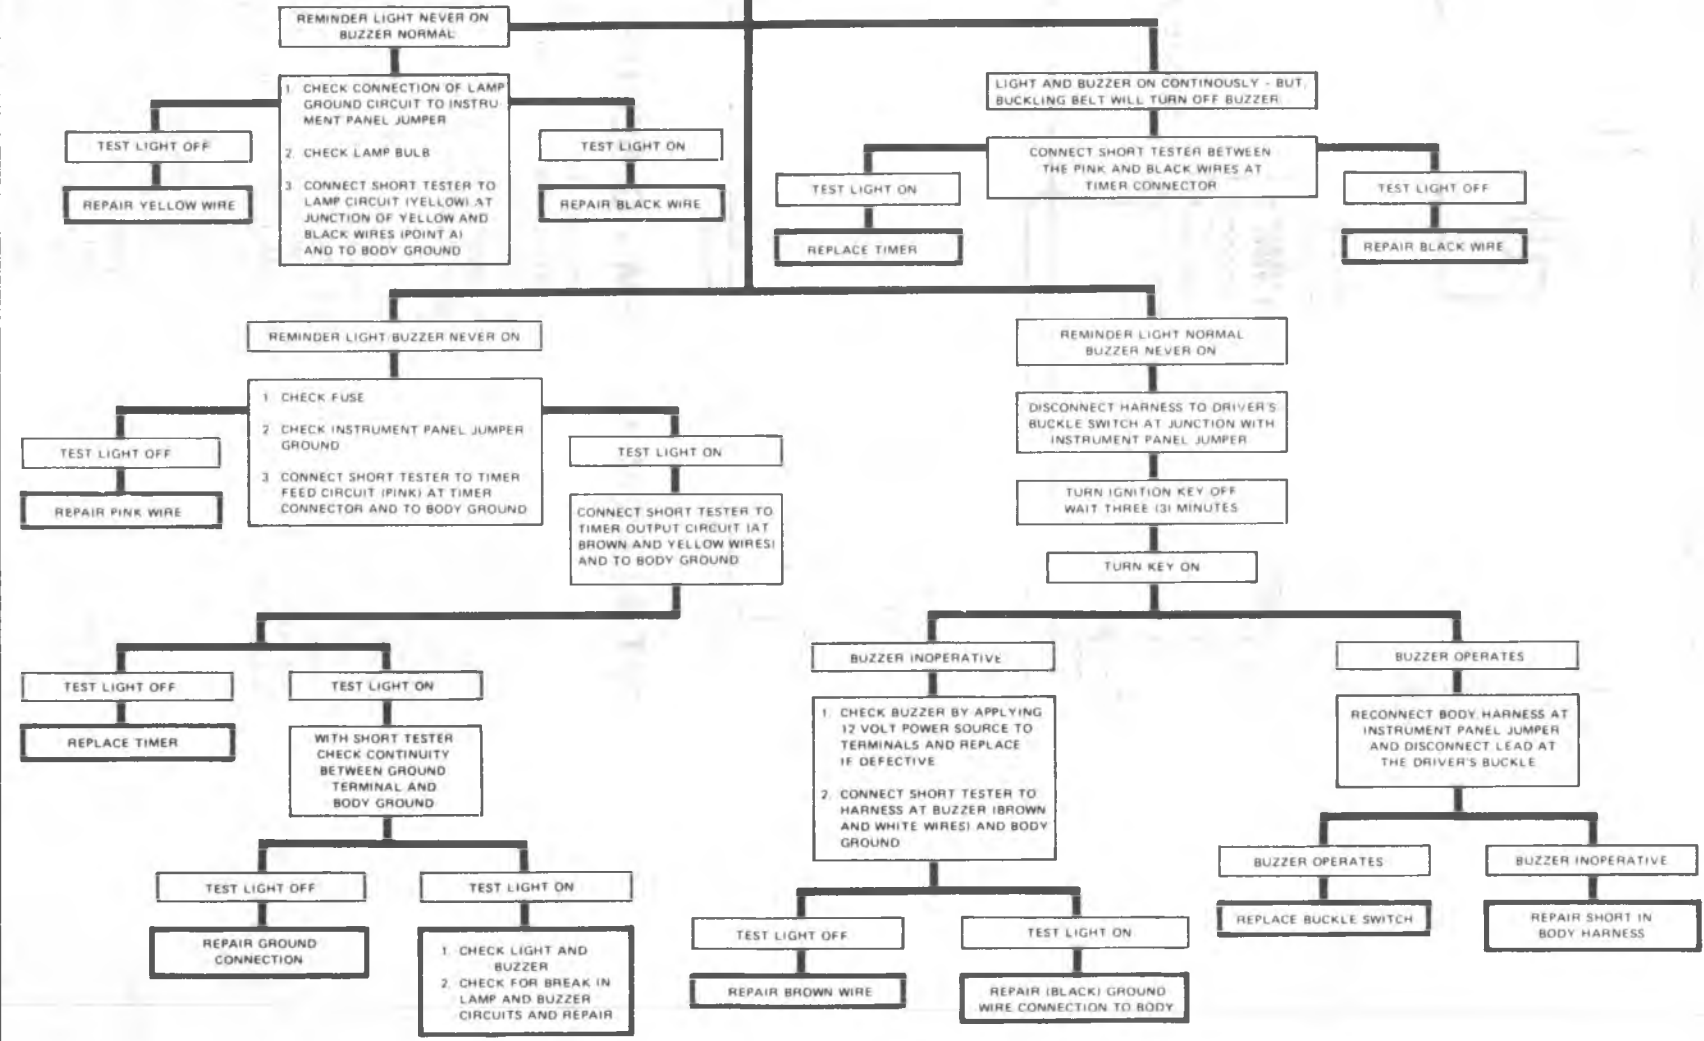 REMINDER LIGHT NEVER ON
BUZZER NORMAL
1. CHECK CONNECTION OF LAMP
GROUND CIRCUIT TO INSTRU-
MENT PANEL JUMPER
2. CHECK LAMP BULB
3. CONNECT SHORT TESTER TO
LAMP CIRCUIT (YELLOW) AT
JUNCTION OF YELLOW AND
BLACK WIRES (POINT A)
AND TO BODY GROUND
TEST LIGHT OFF
REPAIR YELLOW WIRE
TEST LIGHT ON
REPAIR BLACK WIRE
LIGHT AND BUZZER ON CONTINOUSLY - BUT,
BUCKLING BELT WILL TURN OFF BUZZER
CONNECT SHORT TESTER BETWEEN
THE PINK AND BLACK WIRES AT
TIMER CONNECTOR
TEST LIGHT ON
REPLACE TIMER
TEST LIGHT OFF
REPAIR BLACK WIRE
REMINDER LIGHT/BUZZER NEVER ON
1. CHECK FUSE
2. CHECK INSTRUMENT PANEL JUMPER
GROUND
3. CONNECT SHORT TESTER TO TIMER
FEED CIRCUIT (PINK) AT TIMER
CONNECTOR AND TO BODY GROUND
TEST LIGHT OFF
REPAIR PINK WIRE
TEST LIGHT ON
CONNECT SHORT TESTER TO
TIMER OUTPUT CIRCUIT (AT
BROWN AND YELLOW WIRES)
AND TO BODY GROUND
TEST LIGHT OFF
REPLACE TIMER
TEST LIGHT ON
WITH SHORT TESTER
CHECK CONTINUITY
BETWEEN GROUND
TERMINAL AND
BODY GROUND
TEST LIGHT OFF
REPAIR GROUND
CONNECTION
TEST LIGHT ON
1. CHECK LIGHT AND
BUZZER
2. CHECK FOR BREAK IN
LAMP AND BUZZER
CIRCUITS AND REPAIR
REMINDER LIGHT NORMAL
BUZZER NEVER ON
DISCONNECT HARNESS TO DRIVER'S
BUCKLE SWITCH AT JUNCTION WITH
INSTRUMENT PANEL JUMPER
TURN IGNITION KEY OFF
WAIT THREE (3) MINUTES
TURN KEY ON
BUZZER INOPERATIVE
1. CHECK BUZZER BY APPLYING
12 VOLT POWER SOURCE TO
TERMINALS AND REPLACE
IF DEFECTIVE
2. CONNECT SHORT TESTER TO
HARNESS AT BUZZER (BROWN
AND WHITE WIRES) AND BODY
GROUND
TEST LIGHT OFF
REPAIR BROWN WIRE
TEST LIGHT ON
REPAIR (BLACK) GROUND
WIRE CONNECTION TO BODY
BUZZER OPERATES
RECONNECT BODY HARNESS AT
INSTRUMENT PANEL JUMPER
AND DISCONNECT LEAD AT
THE DRIVER'S BUCKLE
BUZZER OPERATES
REPLACE BUCKLE SWITCH
BUZZER INOPERATIVE
REPAIR SHORT IN
BODY HARNESS